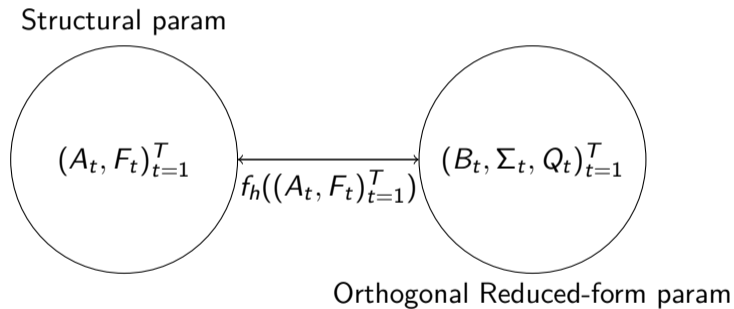 Structural param
(A_t, F_t)_{t=1}^T
f_h((A_t, F_t)_{t=1}^T)
(B_t, Σ_t, Q_t)_{t=1}^T
Orthogonal Reduced-form param